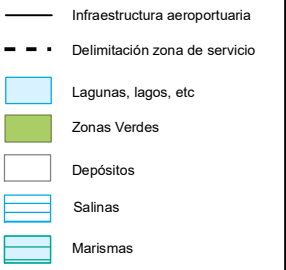 Infraestructura aeroportuaria
Delimitación zona de servicio
Lagunas, lagos, etc
Zonas Verdes
Depósitos
Salinas
Marismas